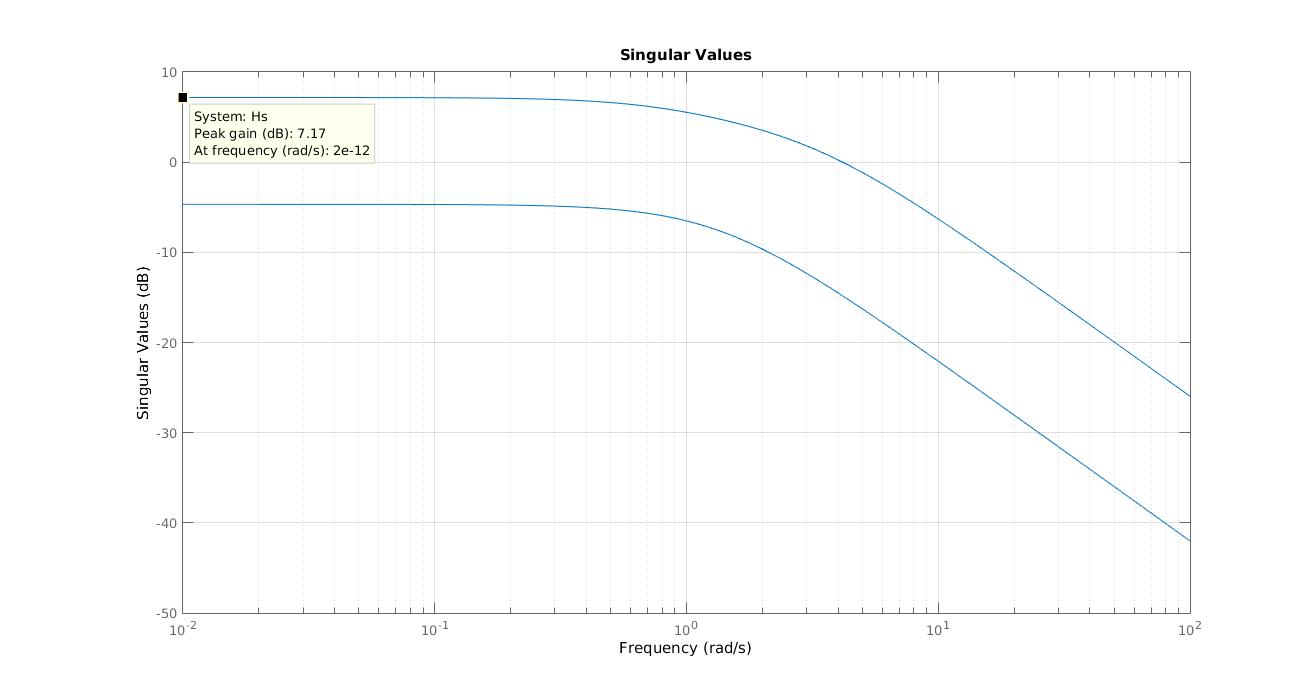 Singular Values
10
System: Hs
Peak gain (dB): 7.17
At frequency (rad/s): 2e-12
0
-10
-20
-30
-40
-50
Singular Values (dB)
10^-2
10^-1
10^0
10^1
10^2
Frequency (rad/s)